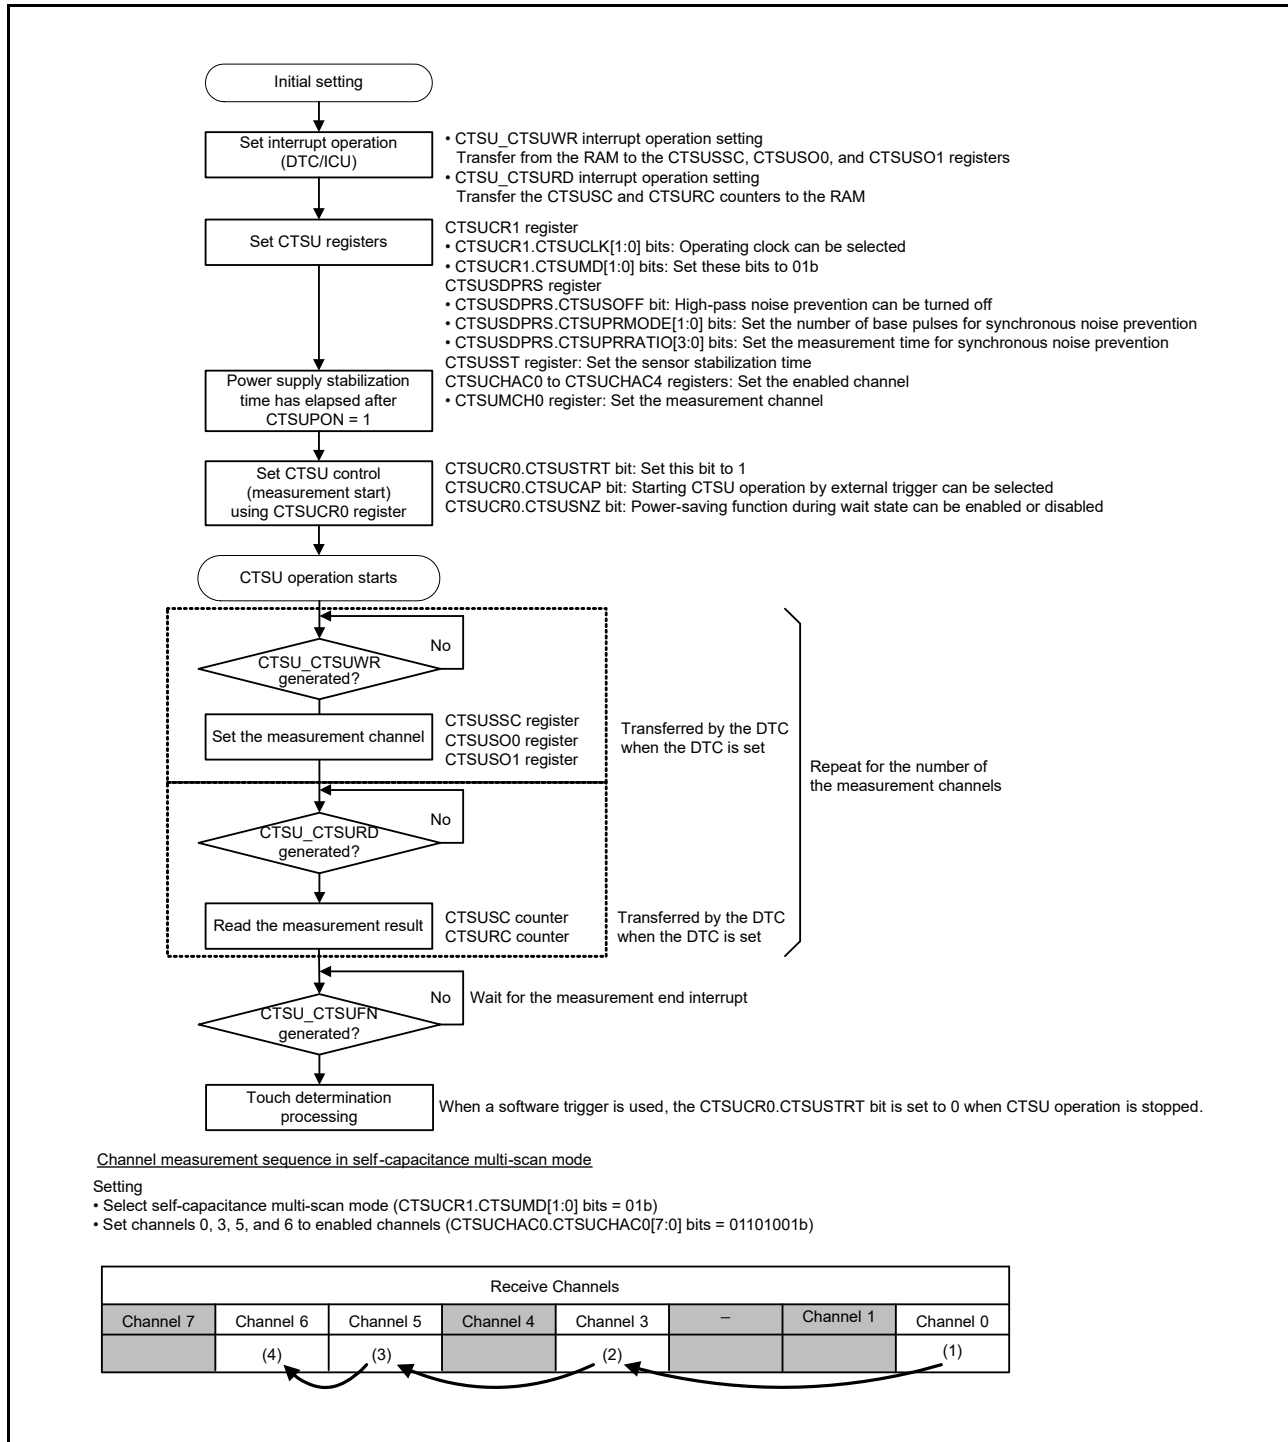 Initial setting
Set interrupt operation
(DTC/ICU)
• CTSU_CTSUWR interrupt operation setting
Transfer from the RAM to the CTSUSSC, CTSUSO0, and CTSUSO1 registers
• CTSU_CTSURD interrupt operation setting
Transfer the CTSUSC and CTSURC counters to the RAM
Set CTSU registers
CTSUCR1 register
• CTSUCR1.CTSUCLK[1:0] bits: Operating clock can be selected
• CTSUCR1.CTSUMD[1:0] bits: Set these bits to 01b
CTSUSDPRS register
• CTSUSDPRS.CTSUSOFF bit: High-pass noise prevention can be turned off
• CTSUSDPRS.CTSUPRMODE[1:0] bits: Set the number of base pulses for synchronous noise prevention
• CTSUSDPRS.CTSUPRRATIO[3:0] bits: Set the measurement time for synchronous noise prevention
CTSUSST register: Set the sensor stabilization time
CTSUCHAC0 to CTSUCHAC4 registers: Set the enabled channel
• CTSUMCH0 register: Set the measurement channel
Power supply stabilization
time has elapsed after
CTSUPON = 1
Set CTSU control
(measurement start)
using CTSUCR0 register
CTSUCR0.CTSUSTRT bit: Set this bit to 1
CTSUCR0.CTSUCAP bit: Starting CTSU operation by external trigger can be selected
CTSUCR0.CTSUSNZ bit: Power-saving function during wait state can be enabled or disabled
CTSU operation starts
No
CTSU_CTSUWR
generated?
Set the measurement channel
CTSUSSC register
CTSUSO0 register
CTSUSO1 register
Transferred by the DTC
when the DTC is set
Repeat for the number of
the measurement channels
No
CTSU_CTSURD
generated?
Read the measurement result
CTSUSC counter
CTSURC counter
Transferred by the DTC
when the DTC is set
No
Wait for the measurement end interrupt
CTSU_CTSUFN
generated?
Touch determination
processing
When a software trigger is used, the CTSUCR0.CTSUSTRT bit is set to 0 when CTSU operation is stopped.
Channel measurement sequence in self-capacitance multi-scan mode
Setting
• Select self-capacitance multi-scan mode (CTSUCR1.CTSUMD[1:0] bits = 01b)
• Set channels 0, 3, 5, and 6 to enabled channels (CTSUCHAC0.CTSUCHAC0[7:0] bits = 01101001b)
Receive Channels
Channel 7 Channel 6 Channel 5 Channel 4 Channel 3 – Channel 1 Channel 0
(4) (3) (2) (1)